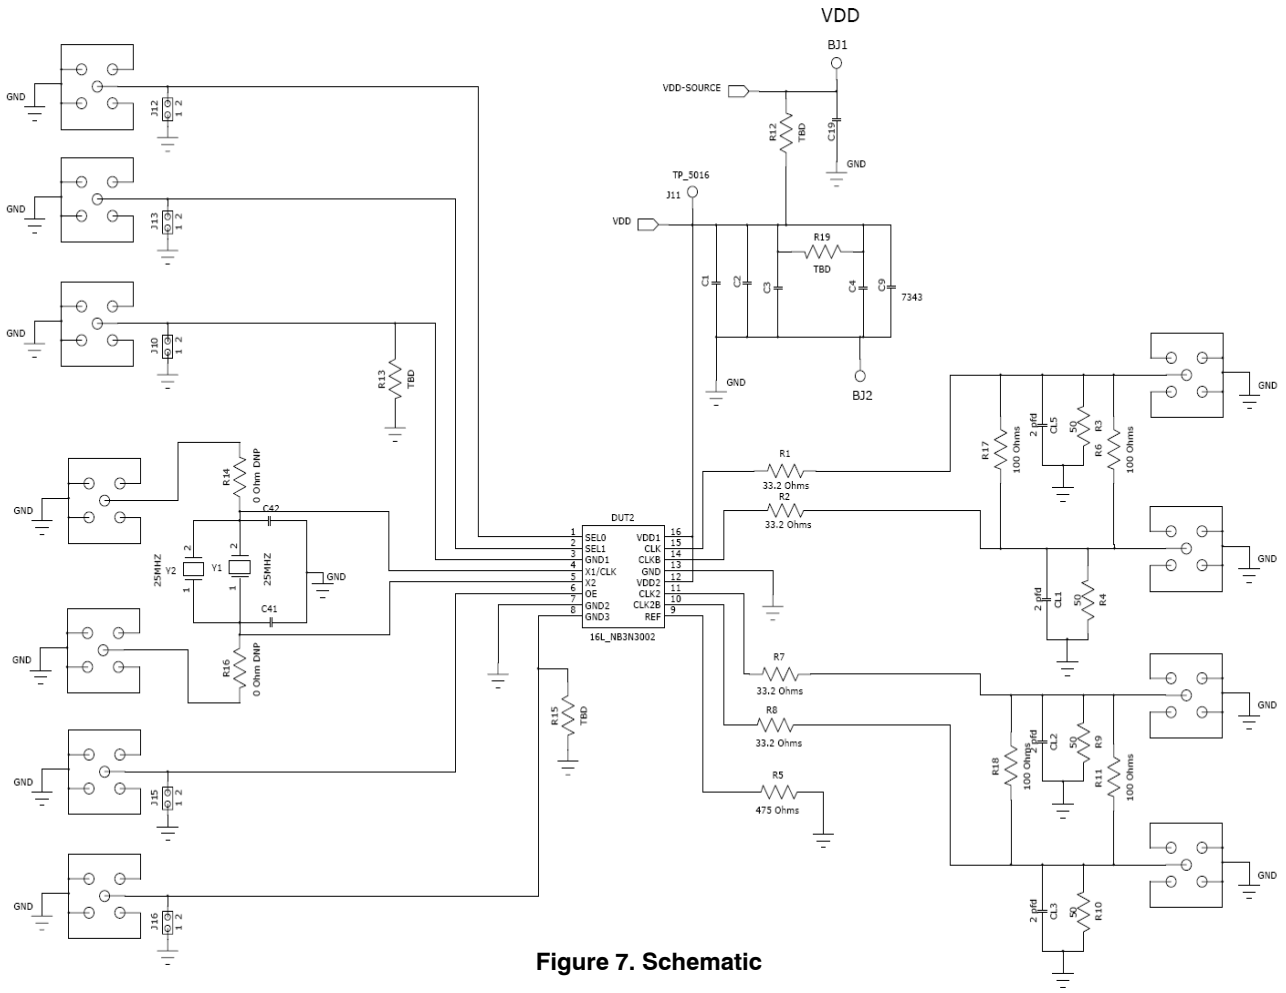 VDD
BJ1
VDD-SOURCE
R12
TBD
C19
GND
TP_5016
J11
VDD
R19
TBD
C1
C2
C3
C4
C9
7343
GND
BJ2
GND
J12
1 2
GND
J13
1 2
GND
J10
1 2
R13
TBD
GND
R14
0 Ohm DNP
C42
25MHZ
Y2
2
1
Y1
2
1
25MHZ
GND
C41
GND
R16
0 Ohm DNP
GND
J15
1 2
GND
J16
1 2
R15
TBD
DUT2
1 SEL0 VDD1 16
2 SEL1 CLK 15
3 GND1 CLKB 14
4 X1/CLK GND 13
5 X2 VDD2 12
6 OE CLK2 11
7 GND2 CLK2B 10
8 GND3 REF 9
16L_NB3N3002
R1
33.2 Ohms
R2
33.2 Ohms
R7
33.2 Ohms
R8
33.2 Ohms
R5
475 Ohms
R17
100 Ohms
2 pfd
CL5
50
R3
R6
100 Ohms
GND
2 pfd
CL1
50
R4
GND
R18
100 Ohms
2 pfd
CL2
50
R9
R11
100 Ohms
GND
2 pfd
CL3
50
R10
GND
Figure 7. Schematic